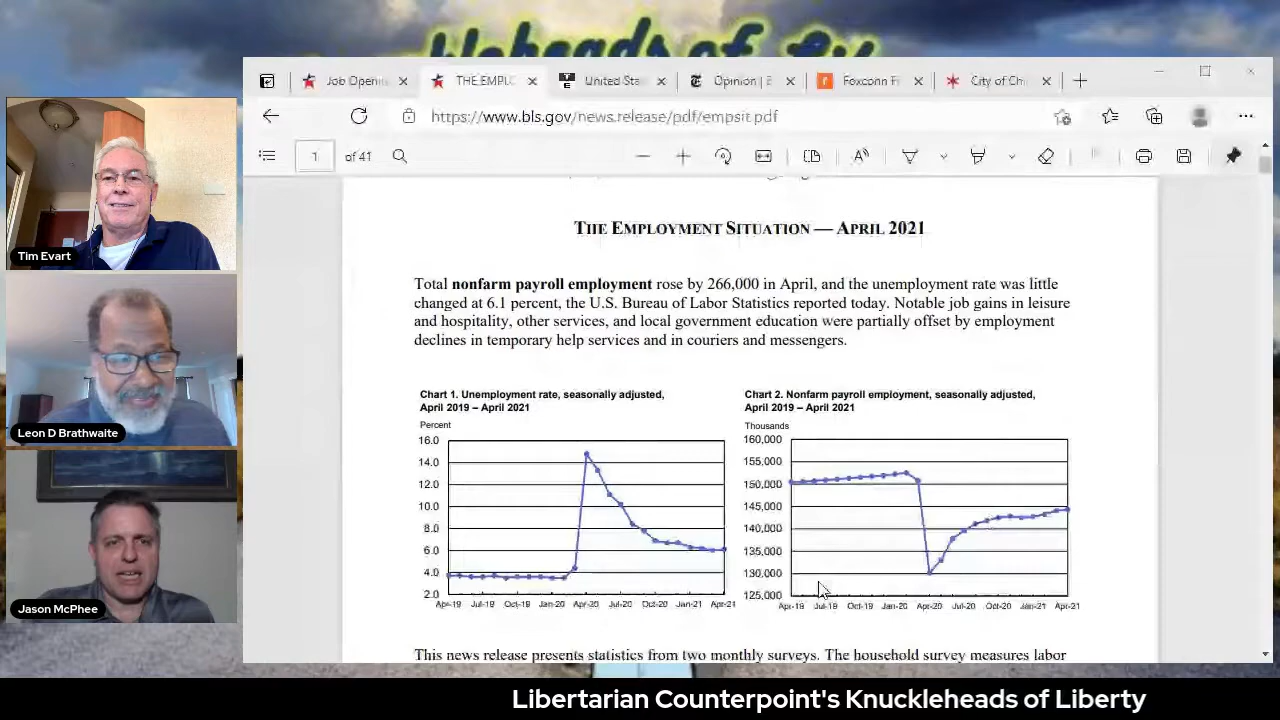 Knuckleheads of Liberty
Job Openi
THE EMPLO
United Stat
Opinion | E
Foxconn Fi
City of Chi
https://www.bls.gov/news.release/pdf/empsit.pdf
1 of 41
THE EMPLOYMENT SITUATION — APRIL 2021
Total nonfarm payroll employment rose by 266,000 in April, and the unemployment rate was little
changed at 6.1 percent, the U.S. Bureau of Labor Statistics reported today. Notable job gains in leisure
and hospitality, other services, and local government education were partially offset by employment
declines in temporary help services and in couriers and messengers.
Chart 1. Unemployment rate, seasonally adjusted,
April 2019 – April 2021
Percent
16.0
14.0
12.0
10.0
8.0
6.0
4.0
2.0
Apr-19 Jul-19 Oct-19 Jan-20 Apr-20 Jul-20 Oct-20 Jan-21 Apr-21
Chart 2. Nonfarm payroll employment, seasonally adjusted,
April 2019 – April 2021
Thousands
160,000
155,000
150,000
145,000
140,000
135,000
130,000
125,000
Apr-19 Jul-19 Oct-19 Jan-20 Apr-20 Jul-20 Oct-20 Jan-21 Apr-21
This news release presents statistics from two monthly surveys. The household survey measures labor
Tim Evart
Leon D Brathwaite
Jason McPhee
Libertarian Counterpoint's Knuckleheads of Liberty